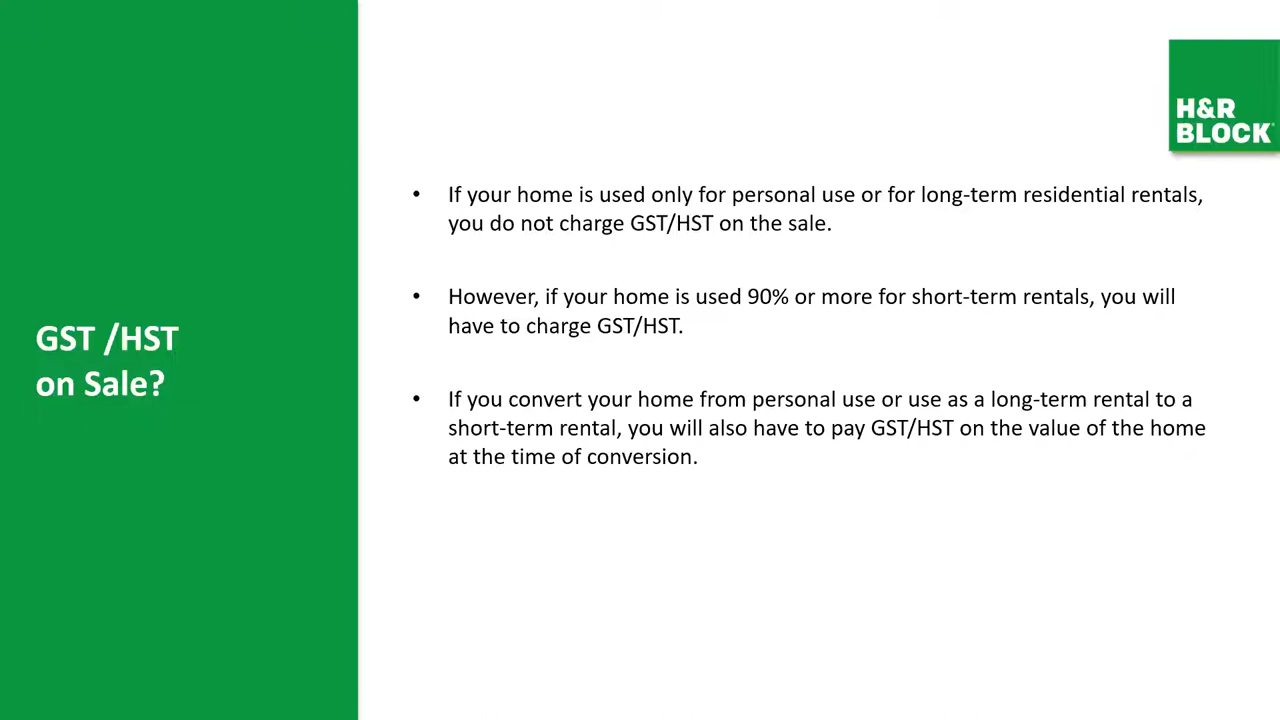 H&R
BLOCK
GST /HST
on Sale?
• If your home is used only for personal use or for long-term residential rentals,
you do not charge GST/HST on the sale.
• However, if your home is used 90% or more for short-term rentals, you will
have to charge GST/HST.
• If you convert your home from personal use or use as a long-term rental to a
short-term rental, you will also have to pay GST/HST on the value of the home
at the time of conversion.